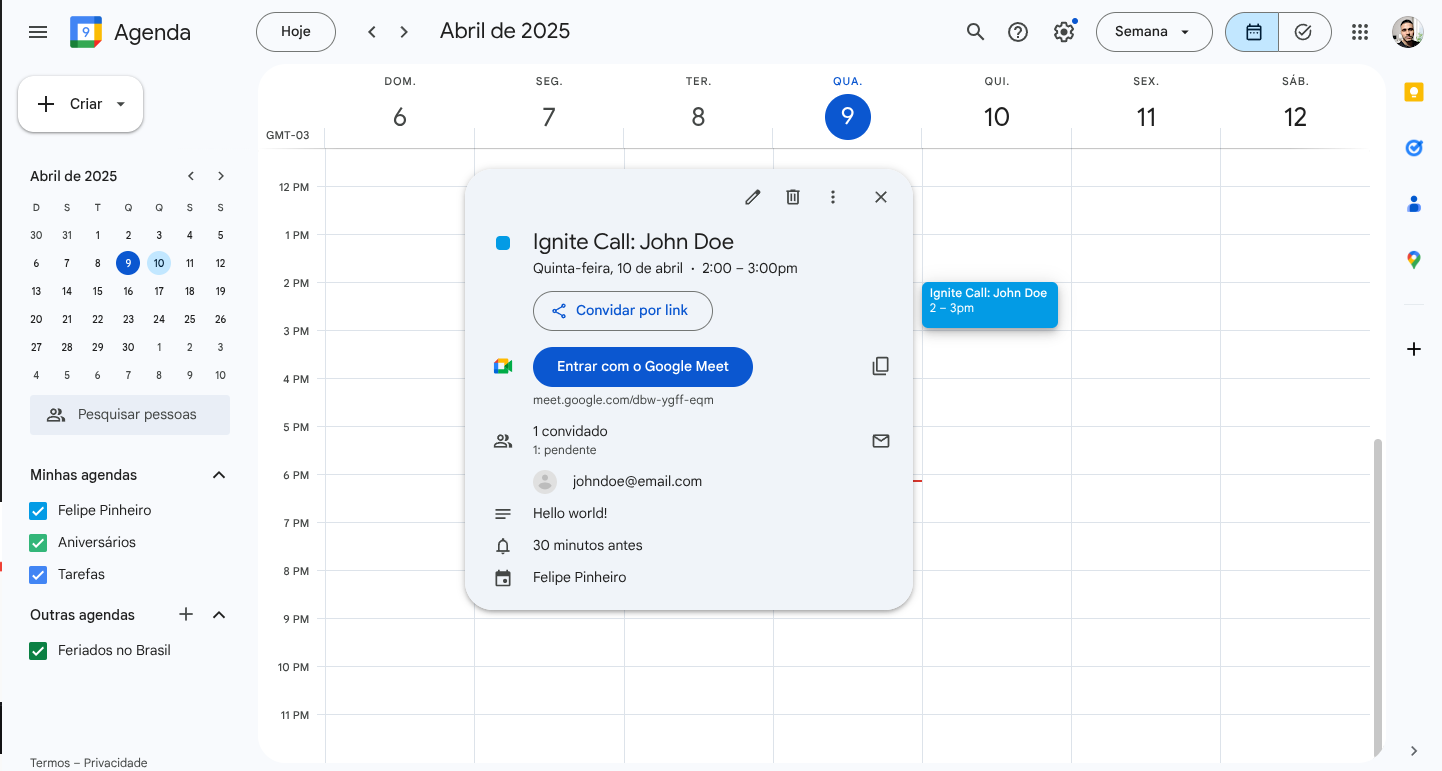 9 Agenda
Hoje
Abril de 2025
Semana
Criar
DOM. SEG. TER. QUA. QUI. SEX. SÁB.
6 7 8 9 10 11 12
GMT-03
Abril de 2025
D S T Q Q S S
30 31 1 2 3 4 5
6 7 8 9 10 11 12
13 14 15 16 17 18 19
20 21 22 23 24 25 26
27 28 29 30 1 2 3
4 5 6 7 8 9 10
Pesquisar pessoas
Minhas agendas
Felipe Pinheiro
Aniversários
Tarefas
Outras agendas
Feriados no Brasil
Termos – Privacidade
12 PM
1 PM
2 PM
3 PM
4 PM
5 PM
6 PM
7 PM
8 PM
9 PM
10 PM
11 PM
Ignite Call: John Doe
Quinta-feira, 10 de abril · 2:00 – 3:00pm
Convidar por link
Entrar com o Google Meet
meet.google.com/dbw-ygff-eqm
1 convidado
1: pendente
johndoe@email.com
Hello world!
30 minutos antes
Felipe Pinheiro
Ignite Call: John Doe
2 – 3pm